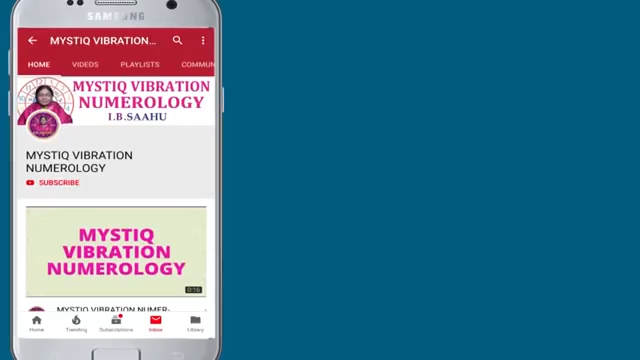 SAMSUNG
MYSTIQ VIBRATION...
HOME VIDEOS PLAYLISTS COMMUN
MYSTIQ VIBRATION
NUMEROLOGY
I.B.SAAHU
MYSTIQ VIBRATION
NUMEROLOGY
SUBSCRIBE
MYSTIQ
VIBRATION
NUMEROLOGY
0:16
MYSTIQ VIBRATION NUMER-
Home Trending Subscriptions Inbox Library